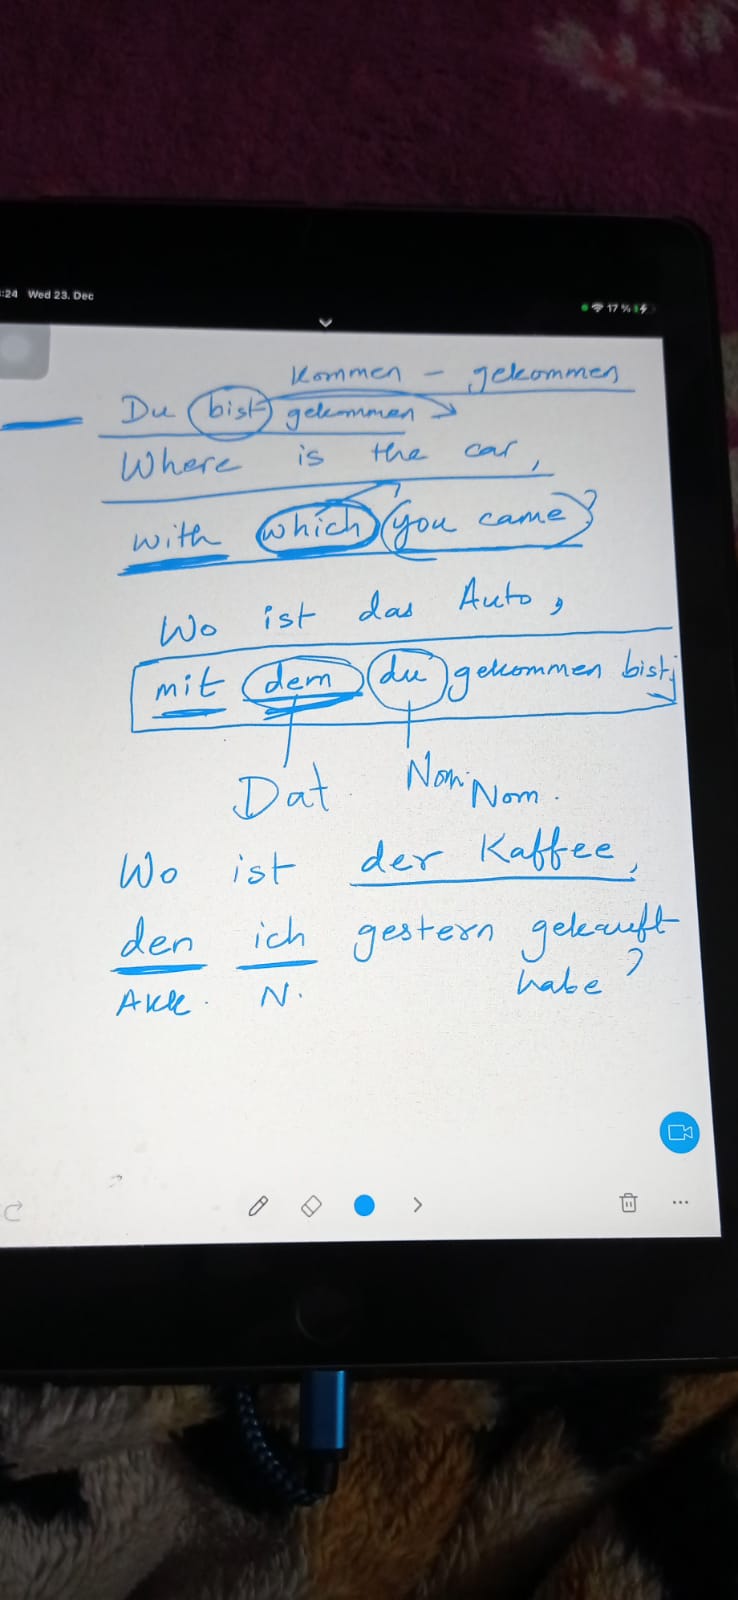 :24 Wed 23. Dec
17 %
Kommen - gekommen
Du bist gekommen
Where is the car,
with which you came?
Wo ist das Auto,
mit dem du gekommen bist
Dat. Nom. Nom.
Wo ist der Kaffee,
den ich gestern gekauft
habe ?
AKK. N.